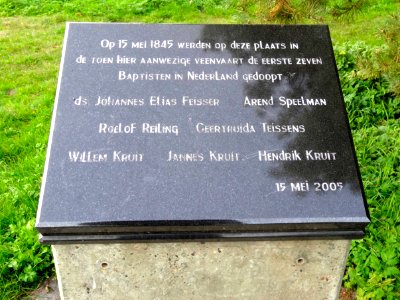 Op 15 mei 1845 werden op deze plaats in
de toen hier aanwezige veenvaart de eerste zeven
Baptisten in Nederland gedoopt
ds. Johannes Elias Feisser Arend Speelman
Roelof Reiling Geertruida Teissens
Willem Kruit Jannes Kruit Hendrik Kruit
15 mei 2005